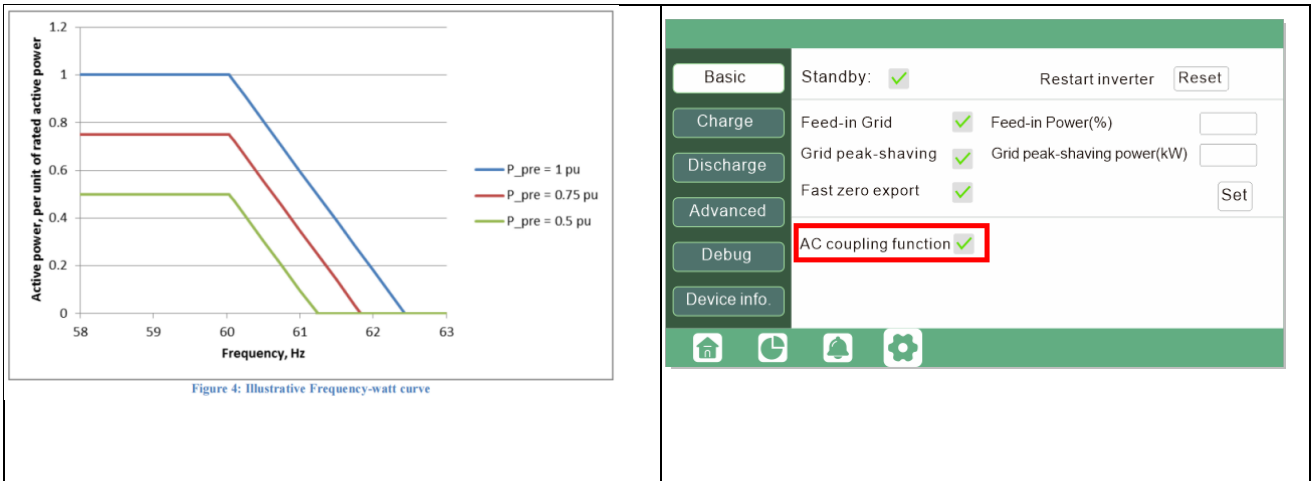 1.2
1
0.8
0.6
0.4
0.2
0
Active power, per unit of rated active power
58 59 60 61 62 63
Frequency, Hz
P_pre = 1 pu
P_pre = 0.75 pu
P_pre = 0.5 pu
Figure 4: Illustrative Frequency-watt curve
Basic
Charge
Discharge
Advanced
Debug
Device info.
Standby: Restart inverter Reset
Feed-in Grid Feed-in Power(%)
Grid peak-shaving Grid peak-shaving power(kW)
Fast zero export Set
AC coupling function